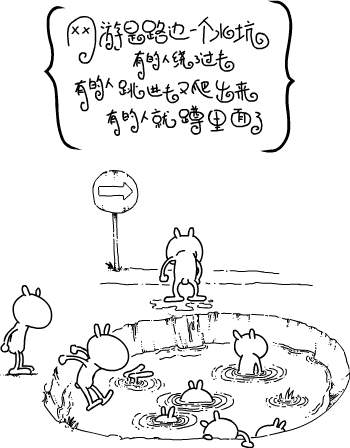 网游是路边一个水坑
有的人绕过去
有的人跳进去又爬出来
有的人就蹲里面了